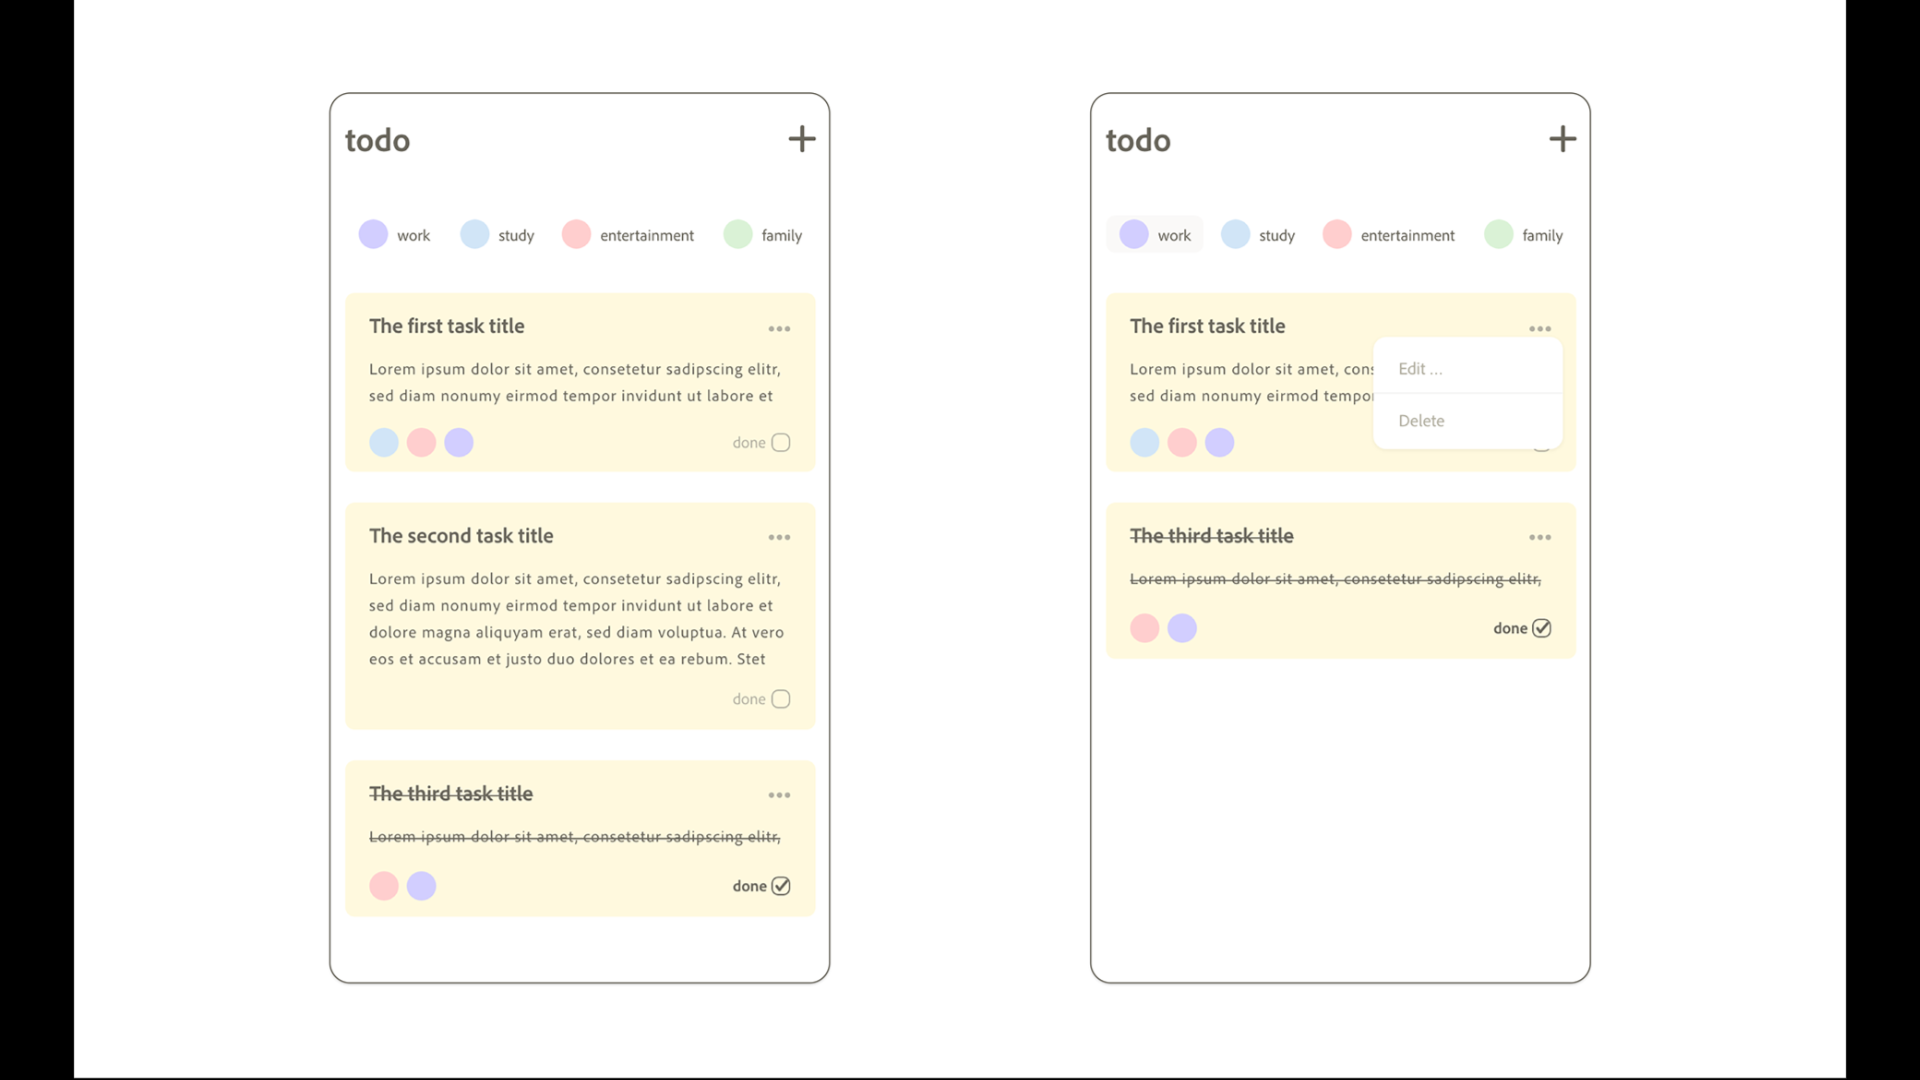 todo
work study entertainment family
The first task title
Lorem ipsum dolor sit amet, consetetur sadipscing elitr,
sed diam nonumy eirmod tempor invidunt ut labore et
done
The second task title
Lorem ipsum dolor sit amet, consetetur sadipscing elitr,
sed diam nonumy eirmod tempor invidunt ut labore et
dolore magna aliquyam erat, sed diam voluptua. At vero
eos et accusam et justo duo dolores et ea rebum. Stet
done
The third task title
Lorem ipsum dolor sit amet, consetetur sadipscing elitr,
done
todo
work study entertainment family
The first task title
Lorem ipsum dolor sit amet, cons
sed diam nonumy eirmod tempor
Edit ...
Delete
The third task title
Lorem ipsum dolor sit amet, consetetur sadipscing elitr,
done